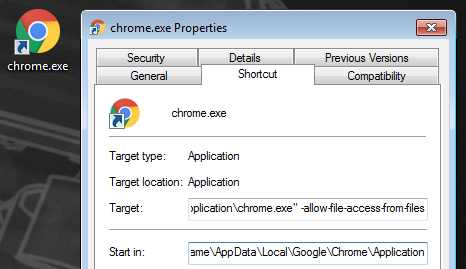 chrome.exe
chrome.exe Properties
Security Details Previous Versions
General Shortcut Compatibility
chrome.exe
Target type: Application
Target location: Application
Target: plication\chrome.exe" -allow-file-access-from-files
Start in: ame\AppData\Local\Google\Chrome\Application